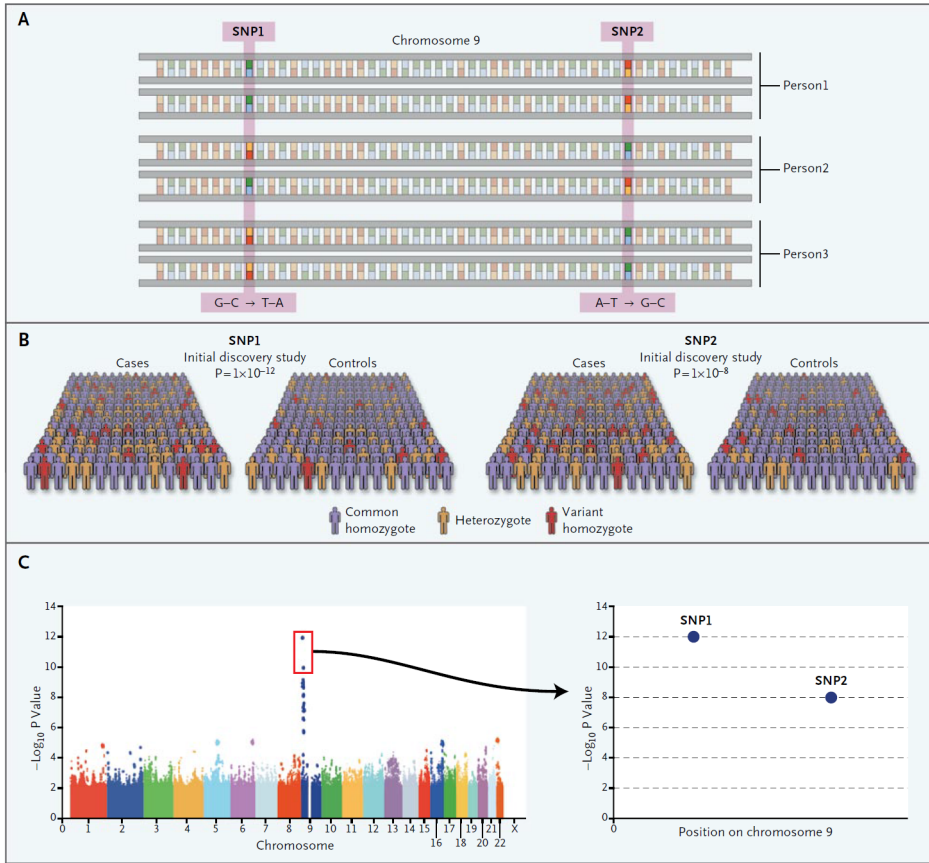 A
SNP1
SNP2
Chromosome 9
Person1
Person2
Person3
G–C → T–A
A–T → G–C
B
SNP1
Initial discovery study
P=1×10⁻¹²
Cases
Controls
SNP2
Initial discovery study
P=1×10⁻⁸
Cases
Controls
Common
homozygote
Heterozygote
Variant
homozygote
C
−Log₁₀ P Value
14
12
10
8
6
4
2
0
0 1 2 3 4 5 6 7 8 9 10 11 12 13 14 15 17 19 21 X
16 18 20 22
Chromosome
−Log₁₀ P Value
14
12
10
8
6
4
2
0
SNP1
SNP2
0
Position on chromosome 9